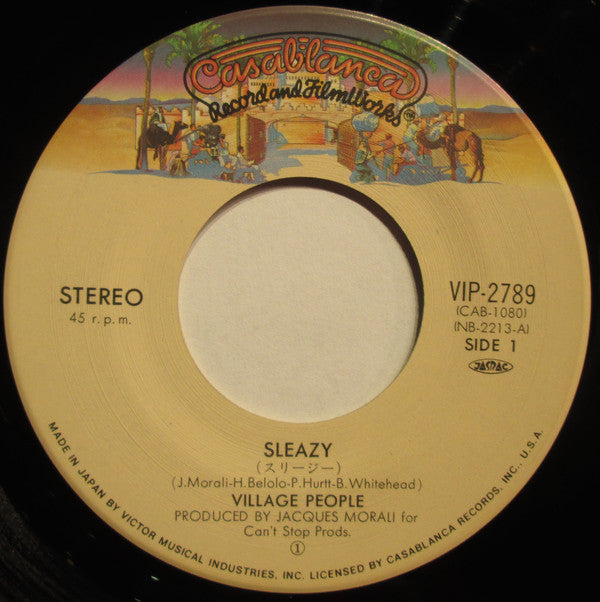 Casablanca
Record and FilmWorks®
STEREO
45 r.p.m.
VIP-2789
(CAB-1080)
(NB-2213-A)
SIDE 1
JASRAC
SLEAZY
(スリージー)
(J.Morali-H.Belolo-P.Hurtt-B.Whitehead)
VILLAGE PEOPLE
PRODUCED BY JACQUES MORALI for
Can't Stop Prods.
①
MADE IN JAPAN BY VICTOR MUSICAL INDUSTRIES, INC. LICENSED BY CASABLANCA RECORDS, INC., U.S.A.